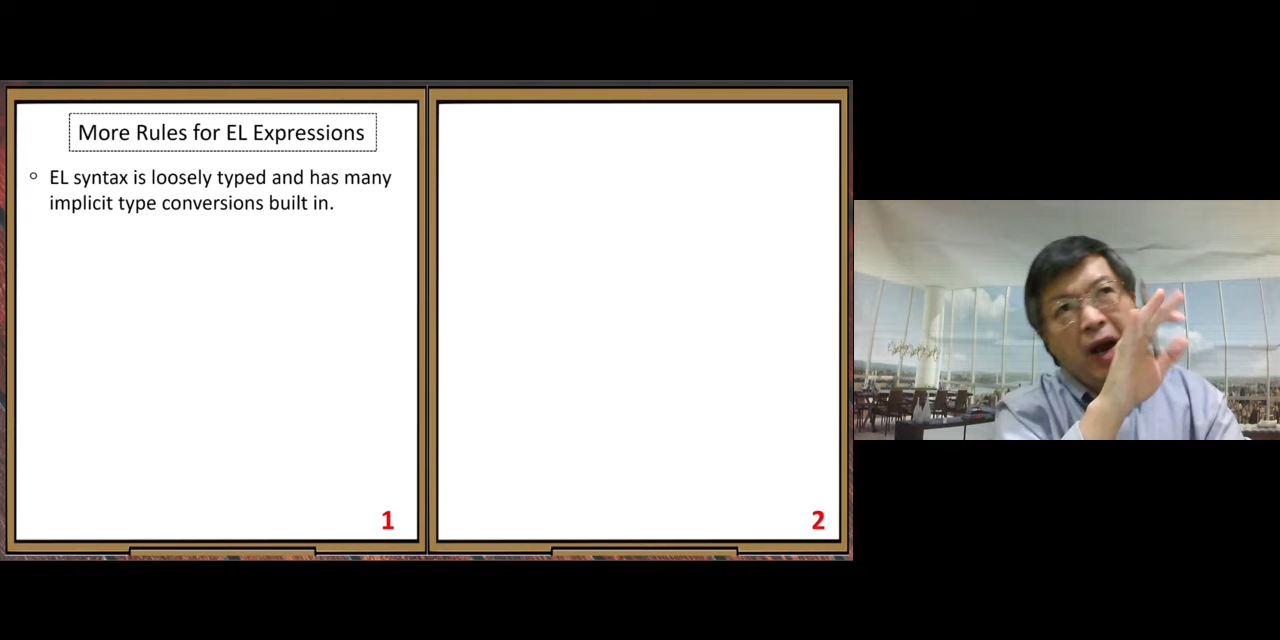 More Rules for EL Expressions
° EL syntax is loosely typed and has many
implicit type conversions built in.
1
2